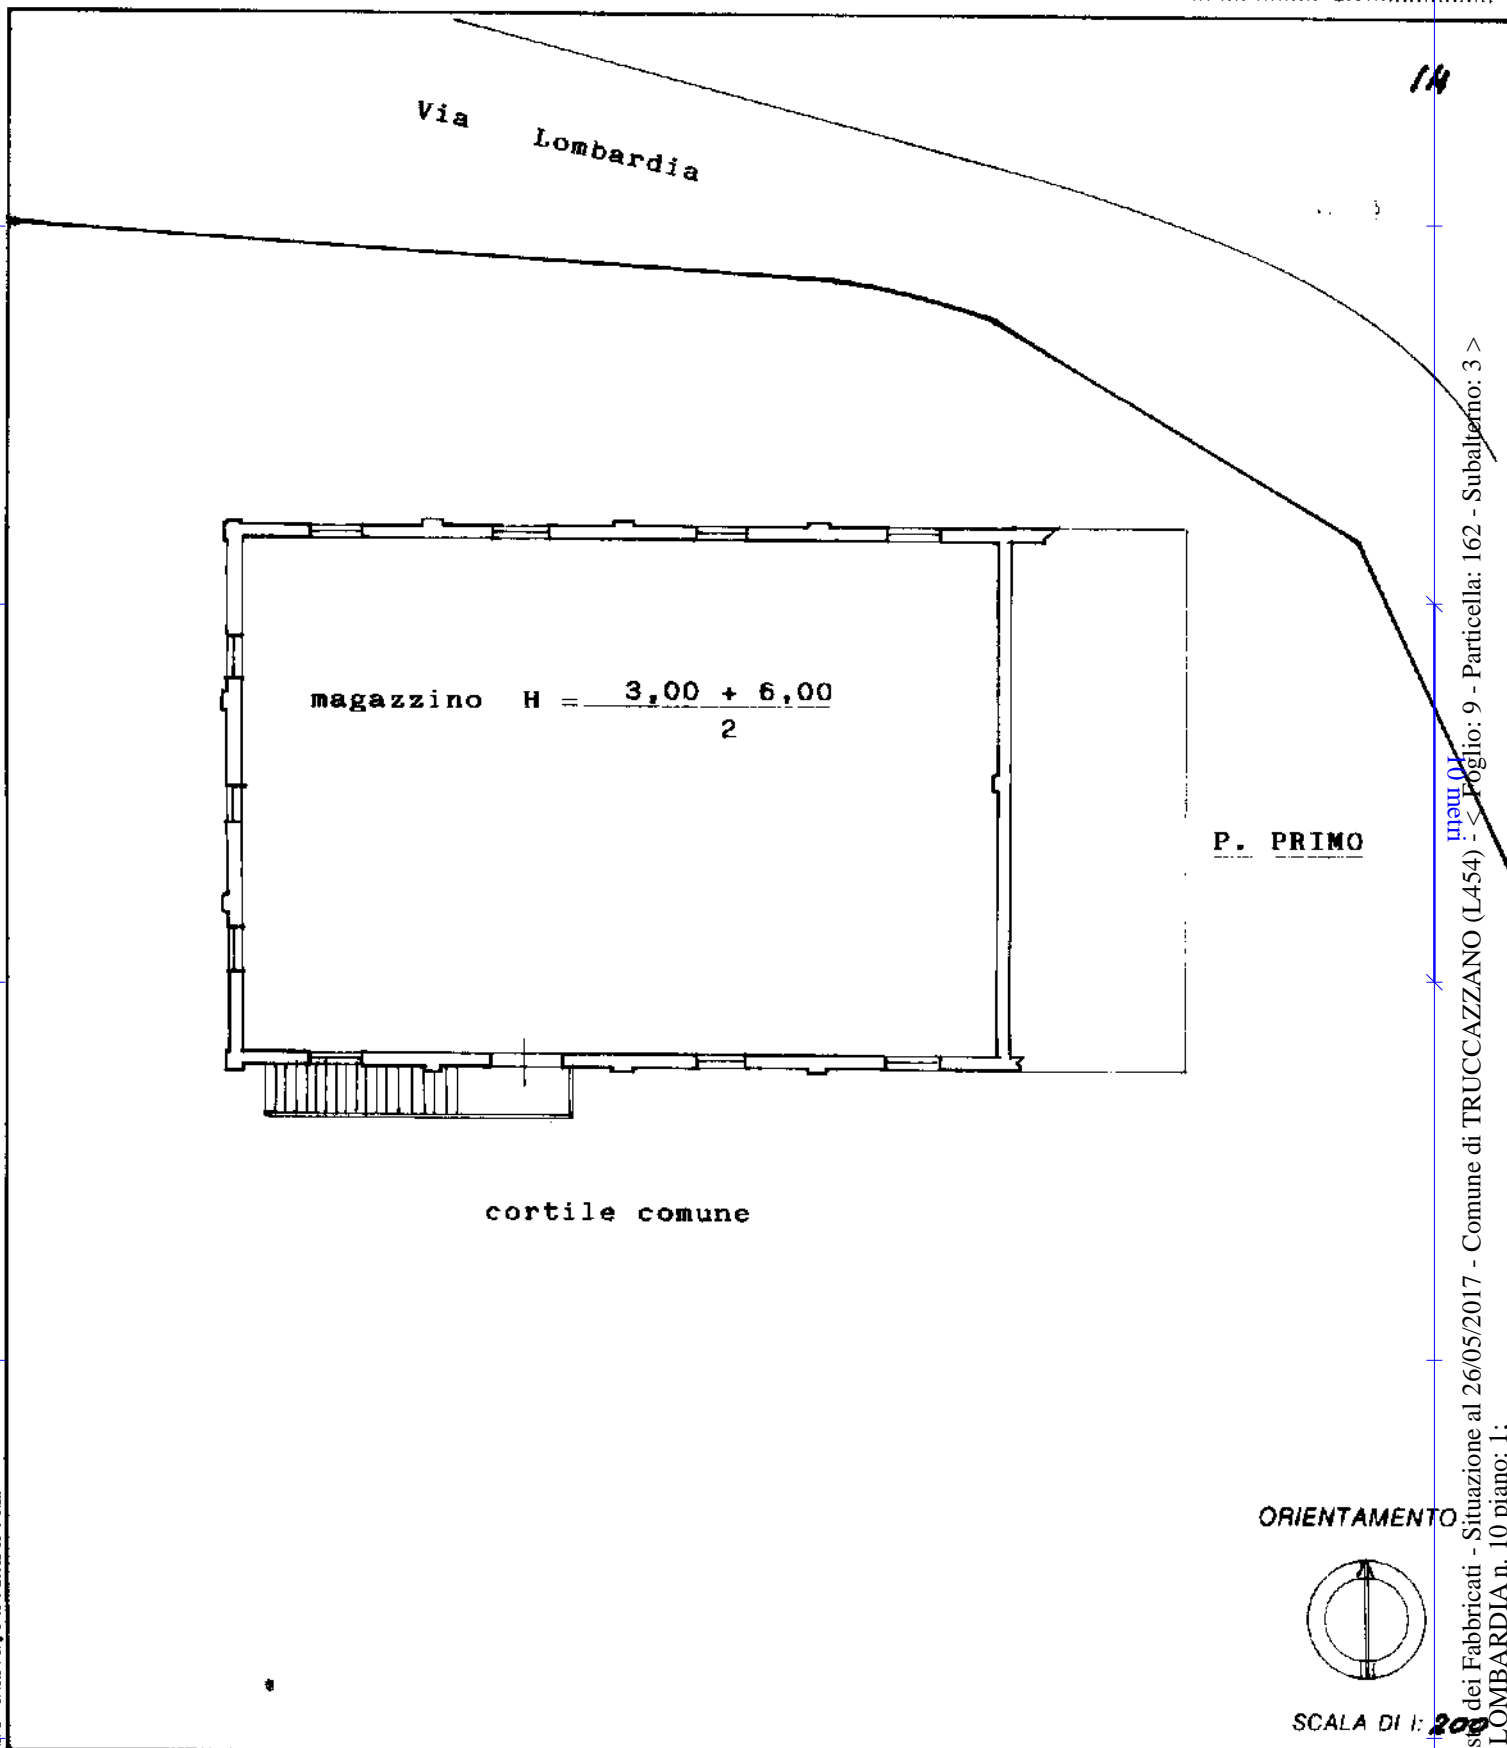 Via Lombardia
magazzino H = 3,00 + 6,00
2
P. PRIMO
cortile comune
10 metri
ORIENTAMENTO
SCALA DI 1: 200
dei Fabbricati - Situazione al 26/05/2017 - Comune di TRUCCAZZANO (L454) - < Foglio: 9 - Particella: 162 - Subalterno: 3 >
LOMBARDIA n. 10 piano: 1;